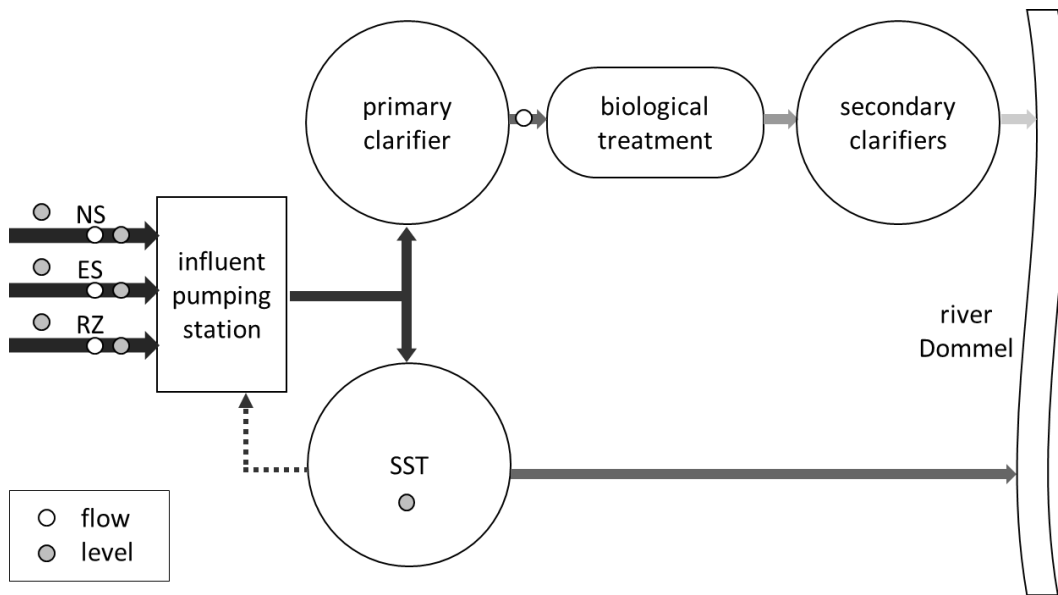 primary
clarifier
biological
treatment
secondary
clarifiers
NS
ES
RZ
influent
pumping
station
river
Dommel
SST
flow
level